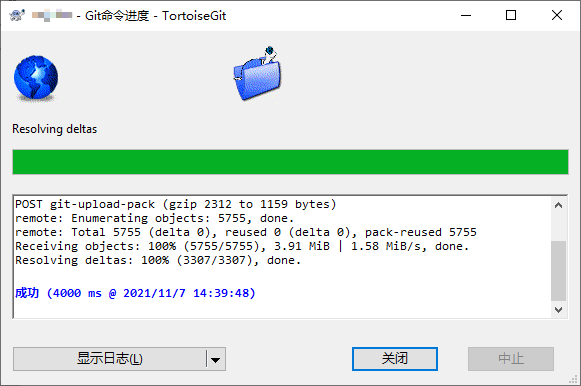 - Git命令进度 - TortoiseGit
Resolving deltas
POST git-upload-pack (gzip 2312 to 1159 bytes)
remote: Enumerating objects: 5755, done.
remote: Total 5755 (delta 0), reused 0 (delta 0), pack-reused 5755
Receiving objects: 100% (5755/5755), 3.91 MiB | 1.58 MiB/s, done.
Resolving deltas: 100% (3307/3307), done.
成功 (4000 ms @ 2021/11/7 14:39:48)
显示日志(L)
关闭
中止